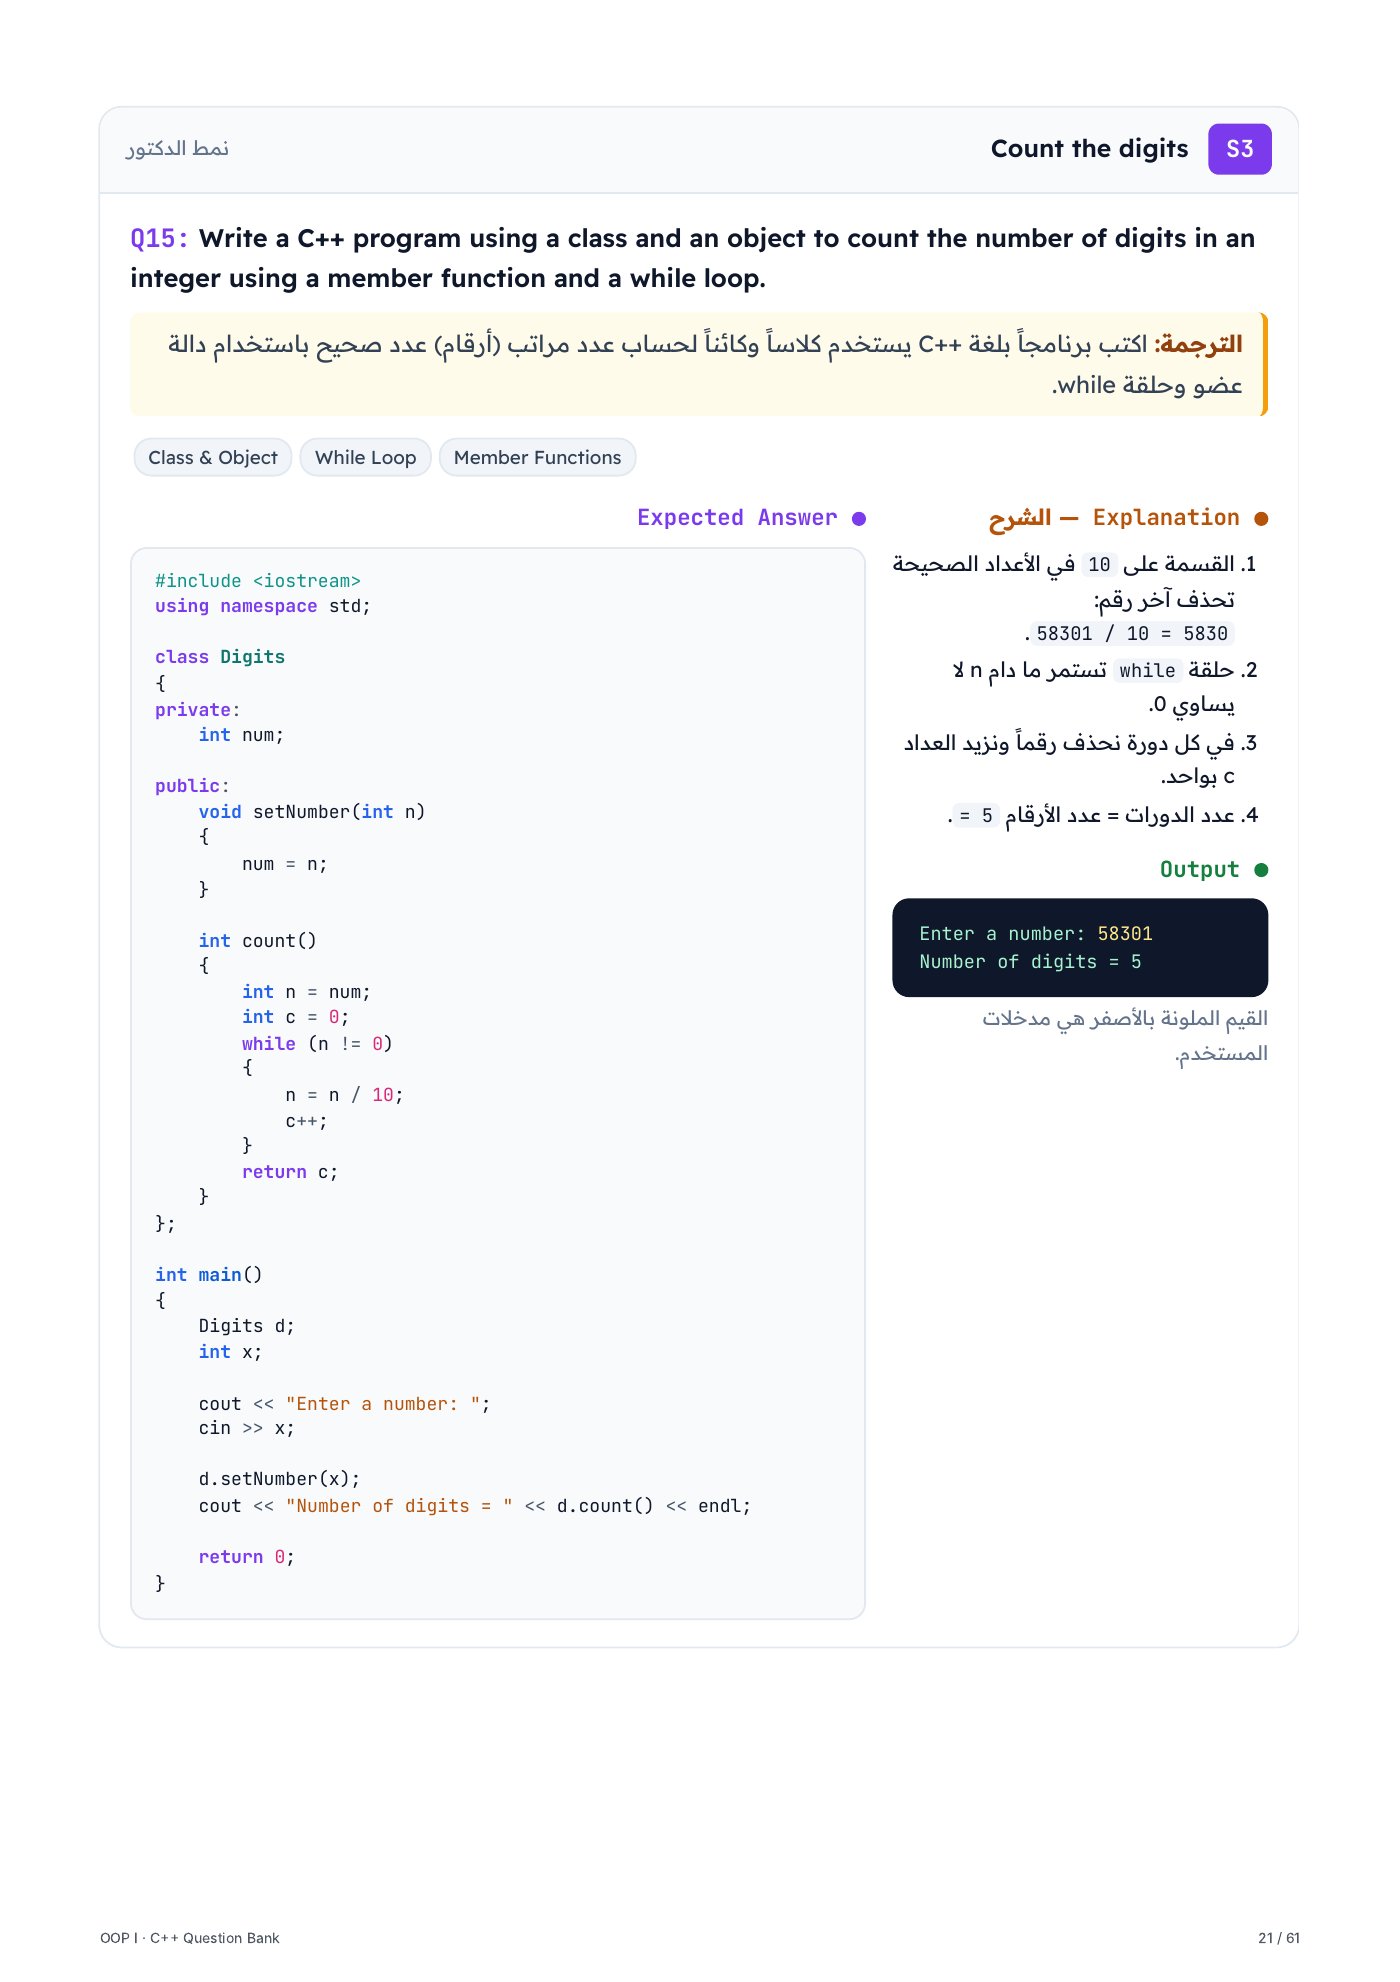 S3 Count the digits
نمط الدكتور
Q15: Write a C++ program using a class and an object to count the number of digits in an
integer using a member function and a while loop.
الترجمة: اكتب برنامجاً بلغة C++ يستخدم كلاساً وكائناً لحساب عدد مراتب (أرقام) عدد صحيح باستخدام دالة
عضو وحلقة while.
Class & Object
While Loop
Member Functions
Explanation — الشرح
1. القسمة على 10 في الأعداد الصحيحة
تحذف آخر رقم:
58301 / 10 = 5830.
2. حلقة while تستمر ما دام n لا
يساوي 0.
3. في كل دورة نحذف رقماً ونزيد العداد
c بواحد.
4. عدد الدورات = عدد الأرقام = 5.
Output
Enter a number: 58301
Number of digits = 5
القيم الملونة بالأصفر هي مدخلات
المستخدم.
Expected Answer
#include <iostream>
using namespace std;
class Digits
{
private:
    int num;
public:
    void setNumber(int n)
    {
        num = n;
    }
    int count()
    {
        int n = num;
        int c = 0;
        while (n != 0)
        {
            n = n / 10;
            c++;
        }
        return c;
    }
};
int main()
{
    Digits d;
    int x;
    cout << "Enter a number: ";
    cin >> x;
    d.setNumber(x);
    cout << "Number of digits = " << d.count() << endl;
    return 0;
}
OOP I · C++ Question Bank
21 / 61